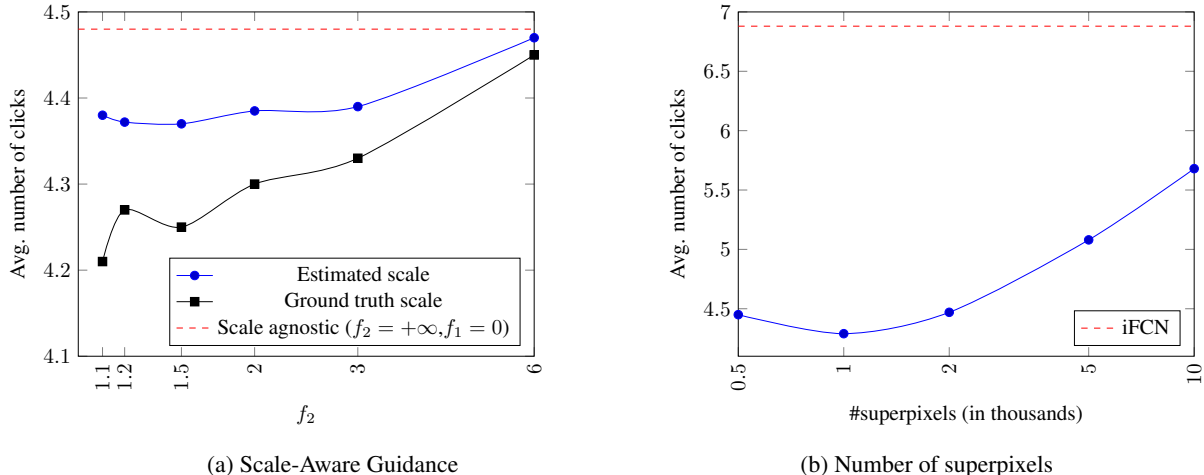 4.5
4.4
4.3
4.2
4.1
Avg. number of clicks
1.1
1.2
1.5
2
3
6
f₂
Estimated scale
Ground truth scale
Scale agnostic (f₂ = +∞,f₁ = 0)
(a) Scale-Aware Guidance
7
6.5
6
5.5
5
4.5
Avg. number of clicks
0.5
1
2
5
10
#superpixels (in thousands)
iFCN
(b) Number of superpixels